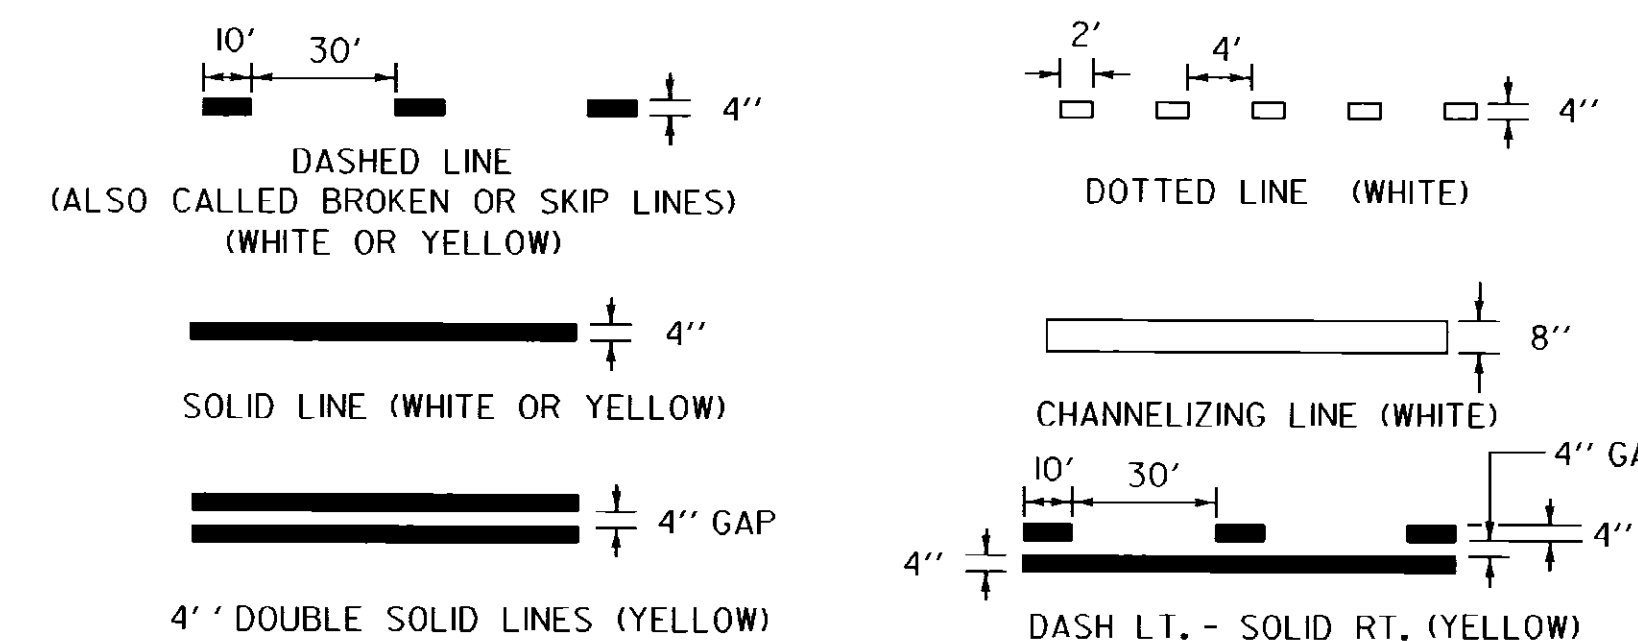 10' 30'
4''
DASHED LINE
(ALSO CALLED BROKEN OR SKIP LINES)
(WHITE OR YELLOW)
2' 4'
4''
DOTTED LINE (WHITE)
4''
SOLID LINE (WHITE OR YELLOW)
8''
CHANNELIZING LINE (WHITE)
4'' GAP
4'' DOUBLE SOLID LINES (YELLOW)
10' 30'
4''
4''
4''
DASH LT. - SOLID RT. (YELLOW)